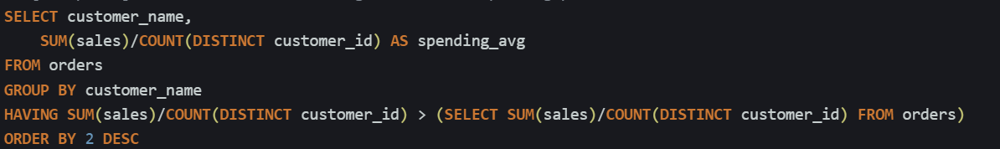 SELECT customer_name,
SUM(sales)/COUNT(DISTINCT customer_id) AS spending_avg
FROM orders
GROUP BY customer_name
HAVING SUM(sales)/COUNT(DISTINCT customer_id) > (SELECT SUM(sales)/COUNT(DISTINCT customer_id) FROM orders)
ORDER BY 2 DESC